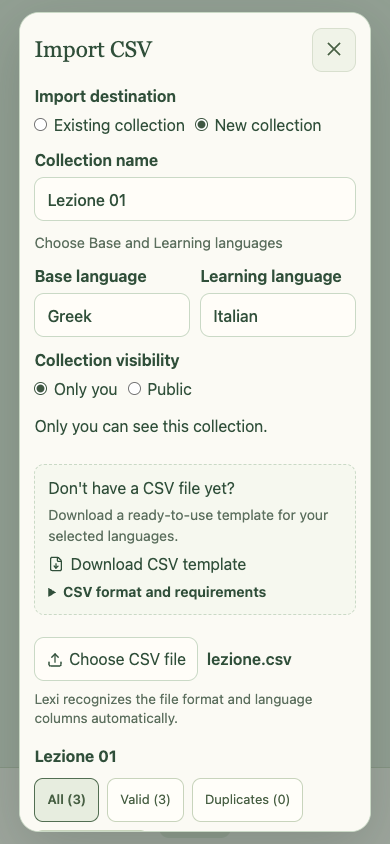 Import CSV
Import destination
Existing collection New collection
Collection name
Lezione 01
Choose Base and Learning languages
Base language Learning language
Greek Italian
Collection visibility
Only you Public
Only you can see this collection.
Don't have a CSV file yet?
Download a ready-to-use template for your
selected languages.
Download CSV template
CSV format and requirements
Choose CSV file lezione.csv
Lexi recognizes the file format and language
columns automatically.
Lezione 01
All (3) Valid (3) Duplicates (0)